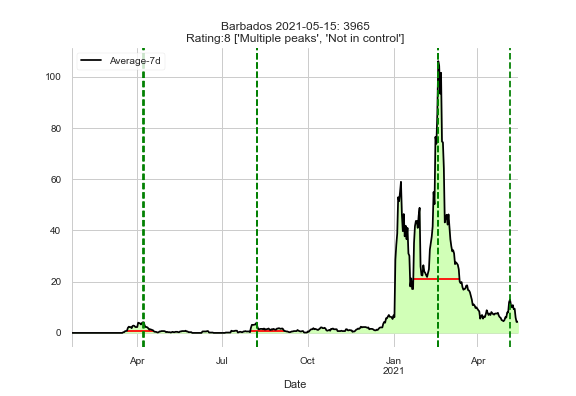 Barbados 2021-05-15: 3965
Rating:8 ['Multiple peaks', 'Not in control']
Average-7d
100
80
60
40
20
0
Apr
Jul
Oct
Jan
2021
Apr
Date